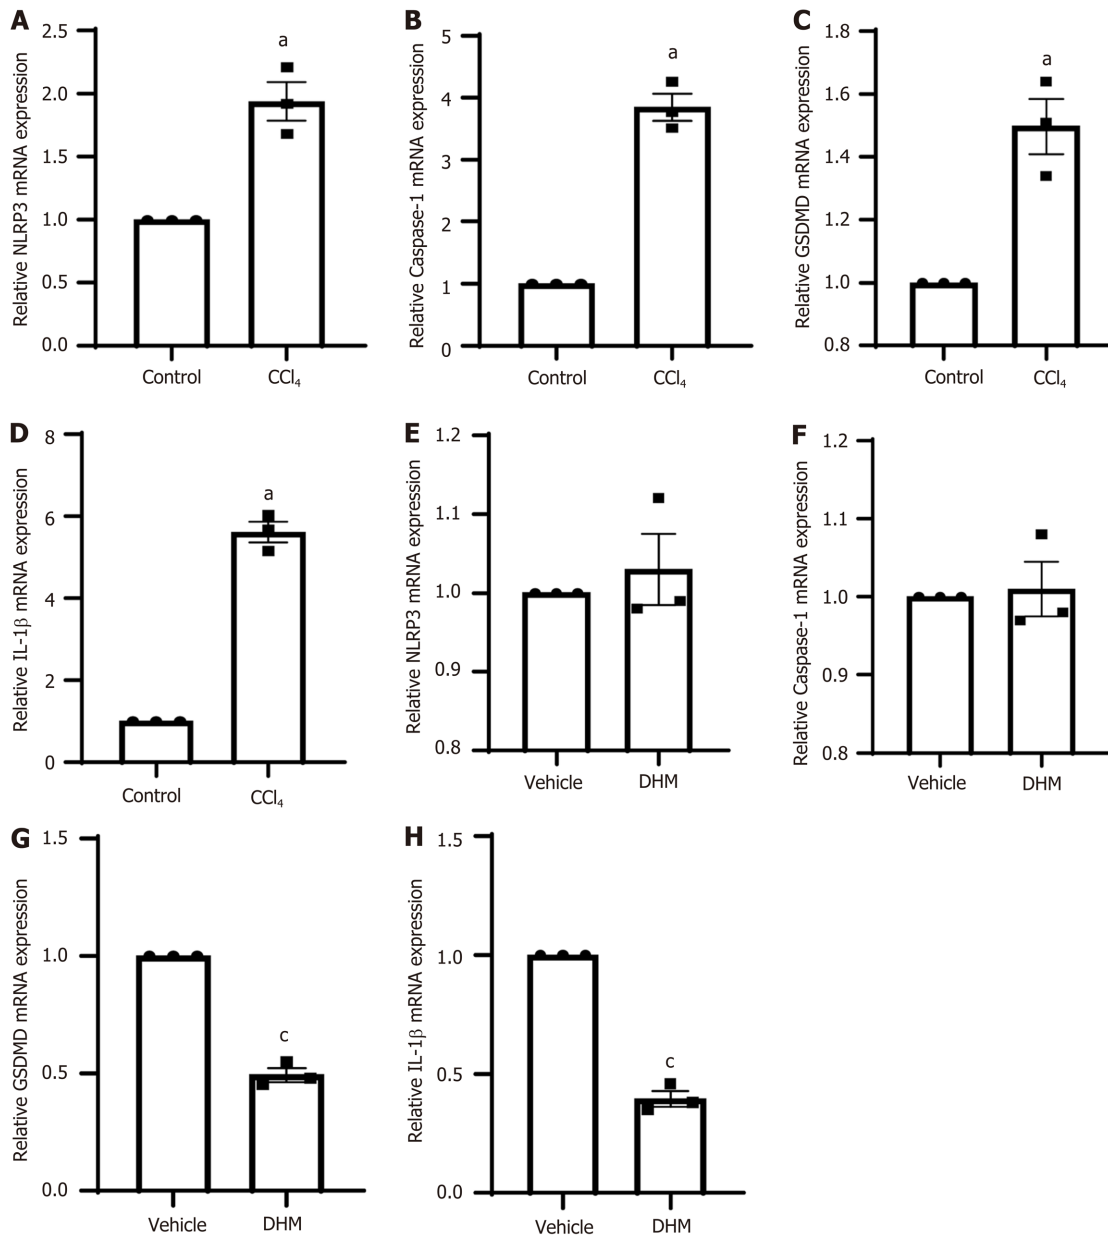 A
Relative NLRP3 mRNA expression
2.5
2.0
1.5
1.0
0.5
0.0
a
Control
CCl₄
B
Relative Caspase-1 mRNA expression
5
4
3
2
1
0
a
Control
CCl₄
C
Relative GSDMD mRNA expression
1.8
1.6
1.4
1.2
1.0
0.8
a
Control
CCl₄
D
Relative IL-1β mRNA expression
8
6
4
2
0
a
Control
CCl₄
E
Relative NLRP3 mRNA expression
1.2
1.1
1.0
0.9
0.8
Vehicle
DHM
F
Relative Caspase-1 mRNA expression
1.2
1.1
1.0
0.9
0.8
Vehicle
DHM
G
Relative GSDMD mRNA expression
1.5
1.0
0.5
0.0
c
Vehicle
DHM
H
Relative IL-1β mRNA expression
1.5
1.0
0.5
0.0
c
Vehicle
DHM